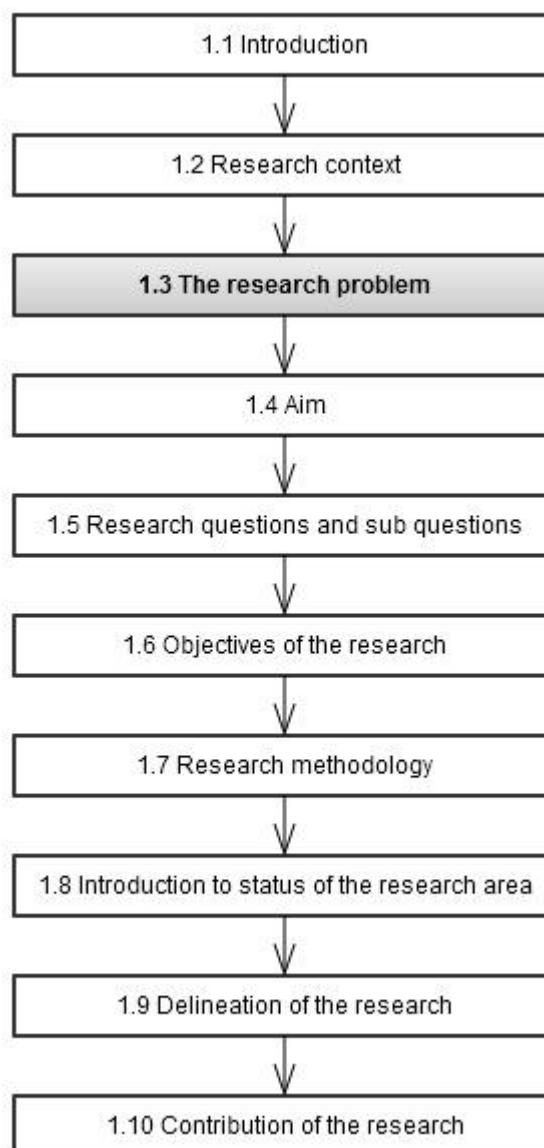 1.1 Introduction
1.2 Research context
1.3 The research problem
1.4 Aim
1.5 Research questions and sub questions
1.6 Objectives of the research
1.7 Research methodology
1.8 Introduction to status of the research area
1.9 Delineation of the research
1.10 Contribution of the research